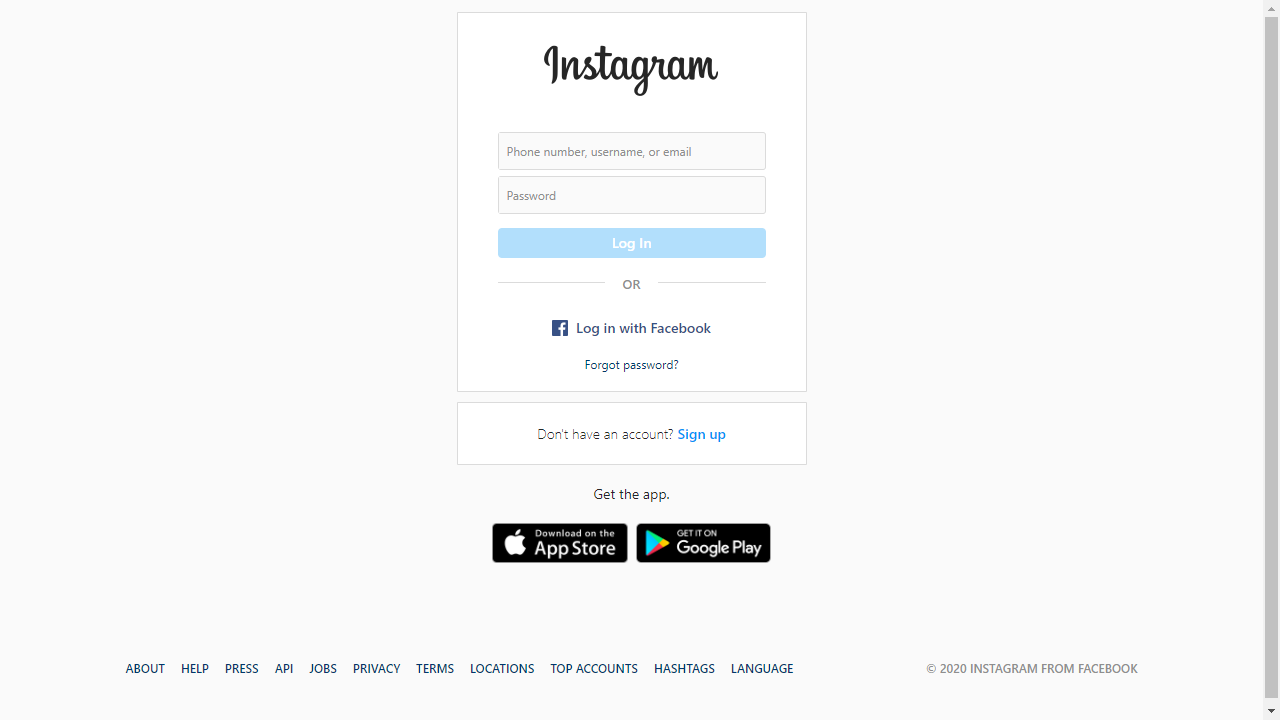 Instagram
Phone number, username, or email
Password
Log In
OR
Log in with Facebook
Forgot password?
Don't have an account? Sign up
Get the app.
Download on the
App Store
GET IT ON
Google Play
ABOUT HELP PRESS API JOBS PRIVACY TERMS LOCATIONS TOP ACCOUNTS HASHTAGS LANGUAGE © 2020 INSTAGRAM FROM FACEBOOK